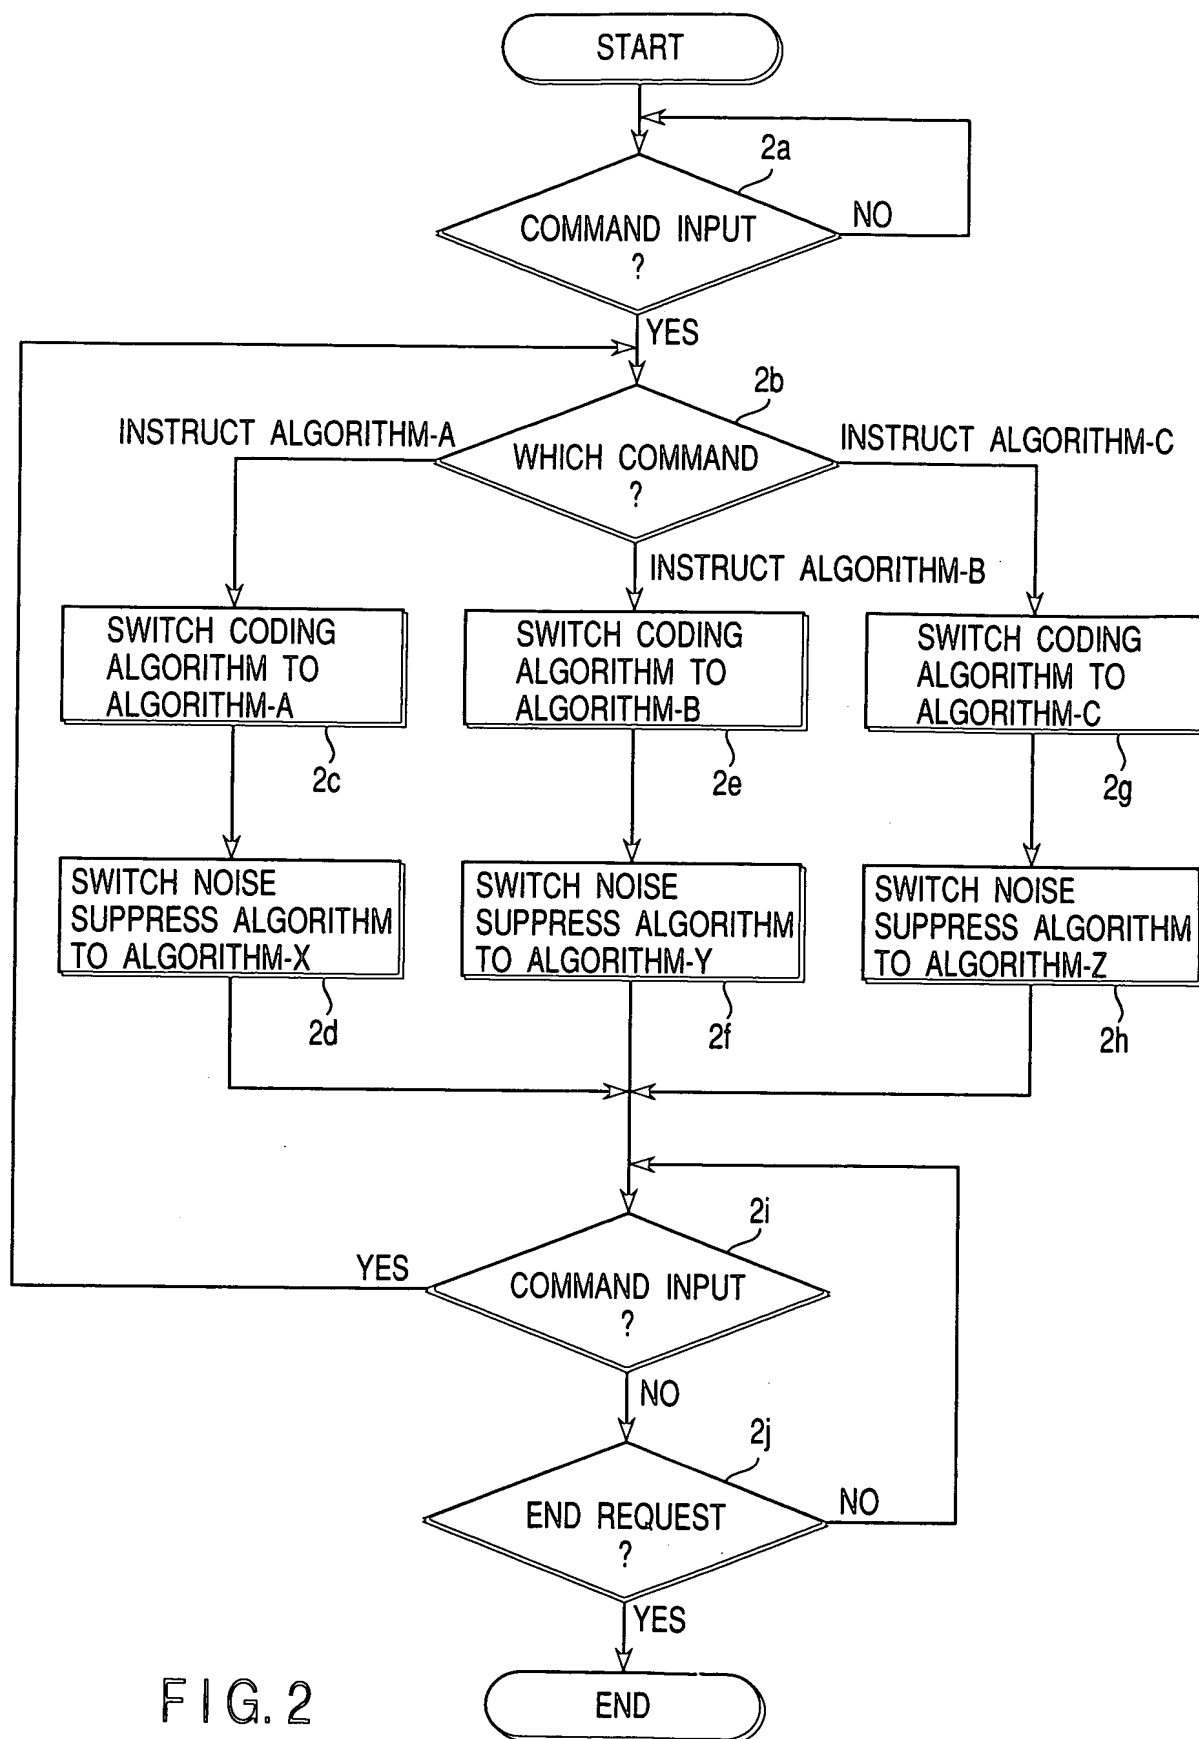 START
2a
COMMAND INPUT
?
NO
YES
2b
INSTRUCT ALGORITHM-A
WHICH COMMAND
?
INSTRUCT ALGORITHM-C
INSTRUCT ALGORITHM-B
SWITCH CODING
ALGORITHM TO
ALGORITHM-A
2c
SWITCH CODING
ALGORITHM TO
ALGORITHM-B
2e
SWITCH CODING
ALGORITHM TO
ALGORITHM-C
2g
SWITCH NOISE
SUPPRESS ALGORITHM
TO ALGORITHM-X
2d
SWITCH NOISE
SUPPRESS ALGORITHM
TO ALGORITHM-Y
2f
SWITCH NOISE
SUPPRESS ALGORITHM
TO ALGORITHM-Z
2h
2i
YES
COMMAND INPUT
?
NO
2j
END REQUEST
?
NO
YES
END
FIG. 2